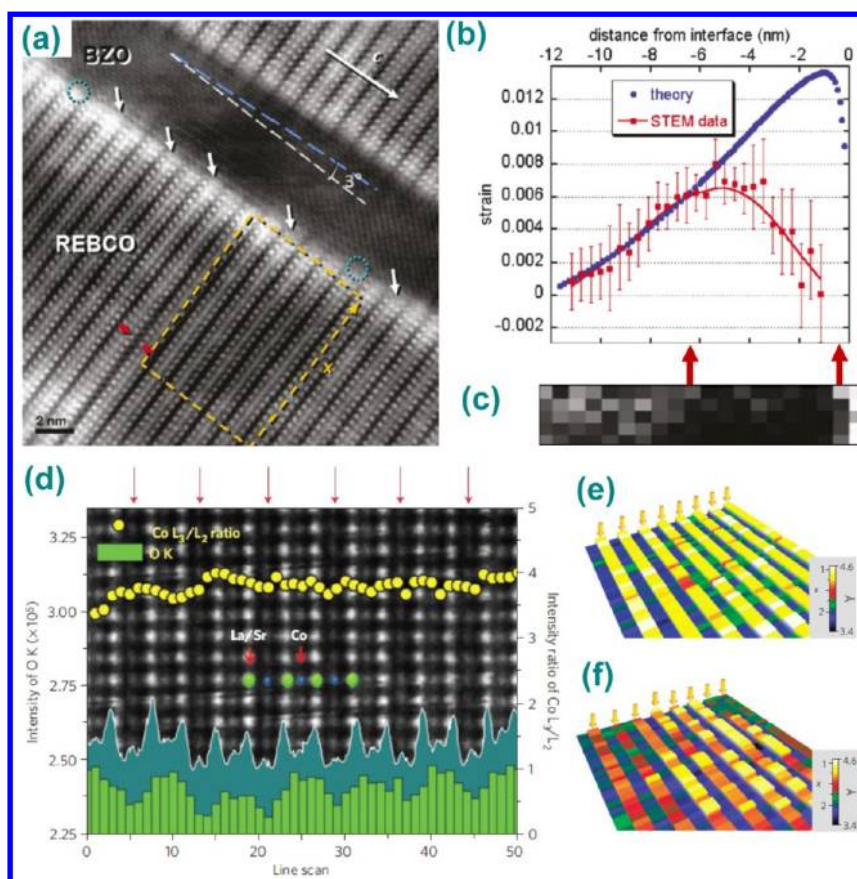 (a)
BZO
c
3°
REBCO
x
2 nm
(b)
distance from interface (nm)
-12 -10 -8 -6 -4 -2 0
theory
STEM data
0.012
0.01
0.008
0.006
0.004
0.002
0
-0.002
strain
(c)
(d)
Co L3/L2 ratio
O K
La/Sr
Co
3.25
3.00
2.75
2.50
2.25
Intensity of O K (×10⁵)
5
4
3
2
1
0
Intensity ratio of Co L3/L2
0 10 20 30 40 50
Line scan
(e)
1
2
x
4.6
Å
3.4
(f)
1
2
x
4.6
Å
3.4